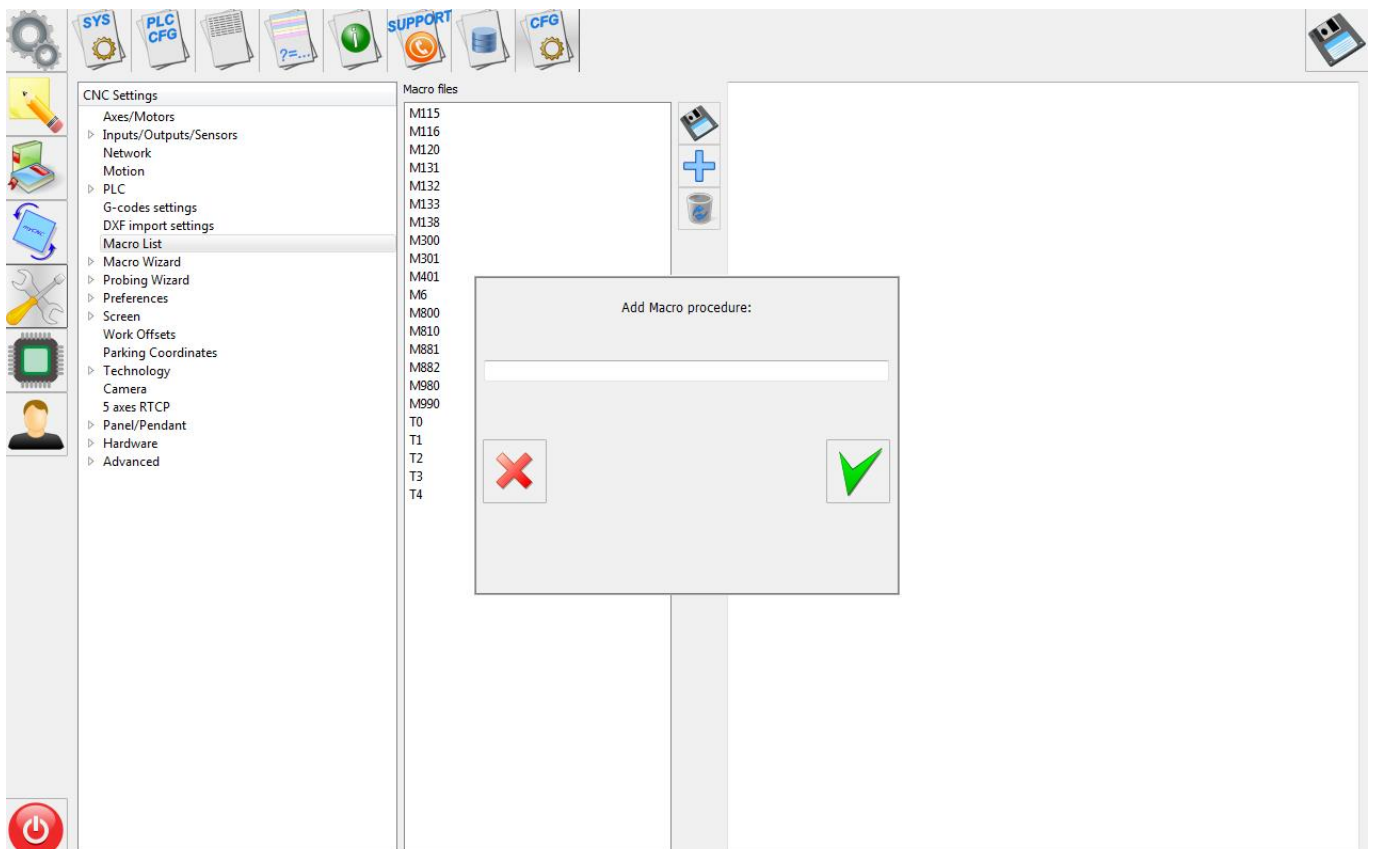 SYS
PLC
CFG
?=...
SUPPORT
CFG
CNC Settings
Axes/Motors
Inputs/Outputs/Sensors
Network
Motion
PLC
G-codes settings
DXF import settings
Macro List
Macro Wizard
Probing Wizard
Preferences
Screen
Work Offsets
Parking Coordinates
Technology
Camera
5 axes RTCP
Panel/Pendant
Hardware
Advanced
Macro files
M115
M116
M120
M131
M132
M133
M138
M300
M301
M401
M6
M800
M810
M881
M882
M980
M990
T0
T1
T2
T3
T4
Add Macro procedure:
myCNC